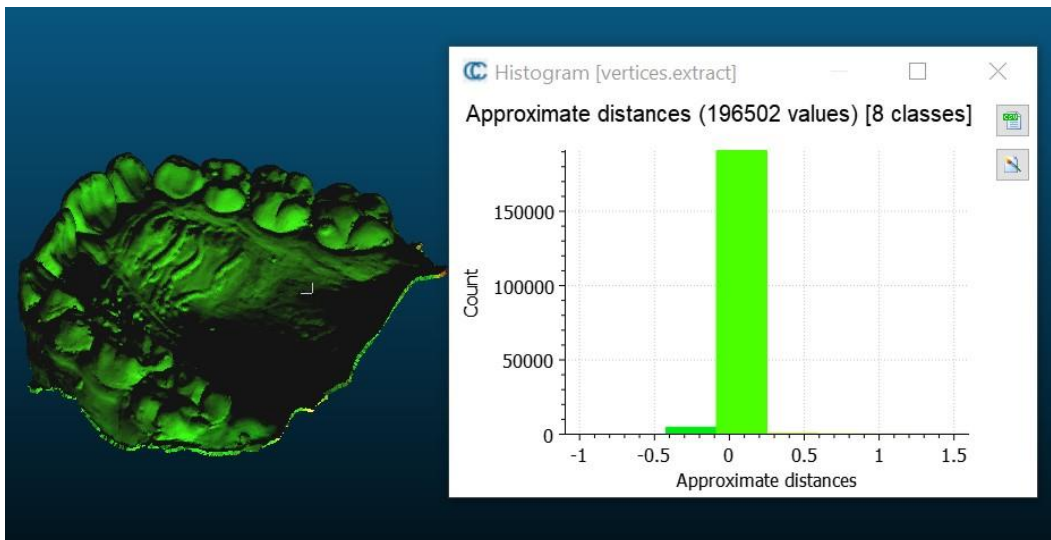 Histogram [vertices.extract]
Approximate distances (196502 values) [8 classes]
CSV
150000
100000
50000
0
Count
-1 -0.5 0 0.5 1 1.5
Approximate distances